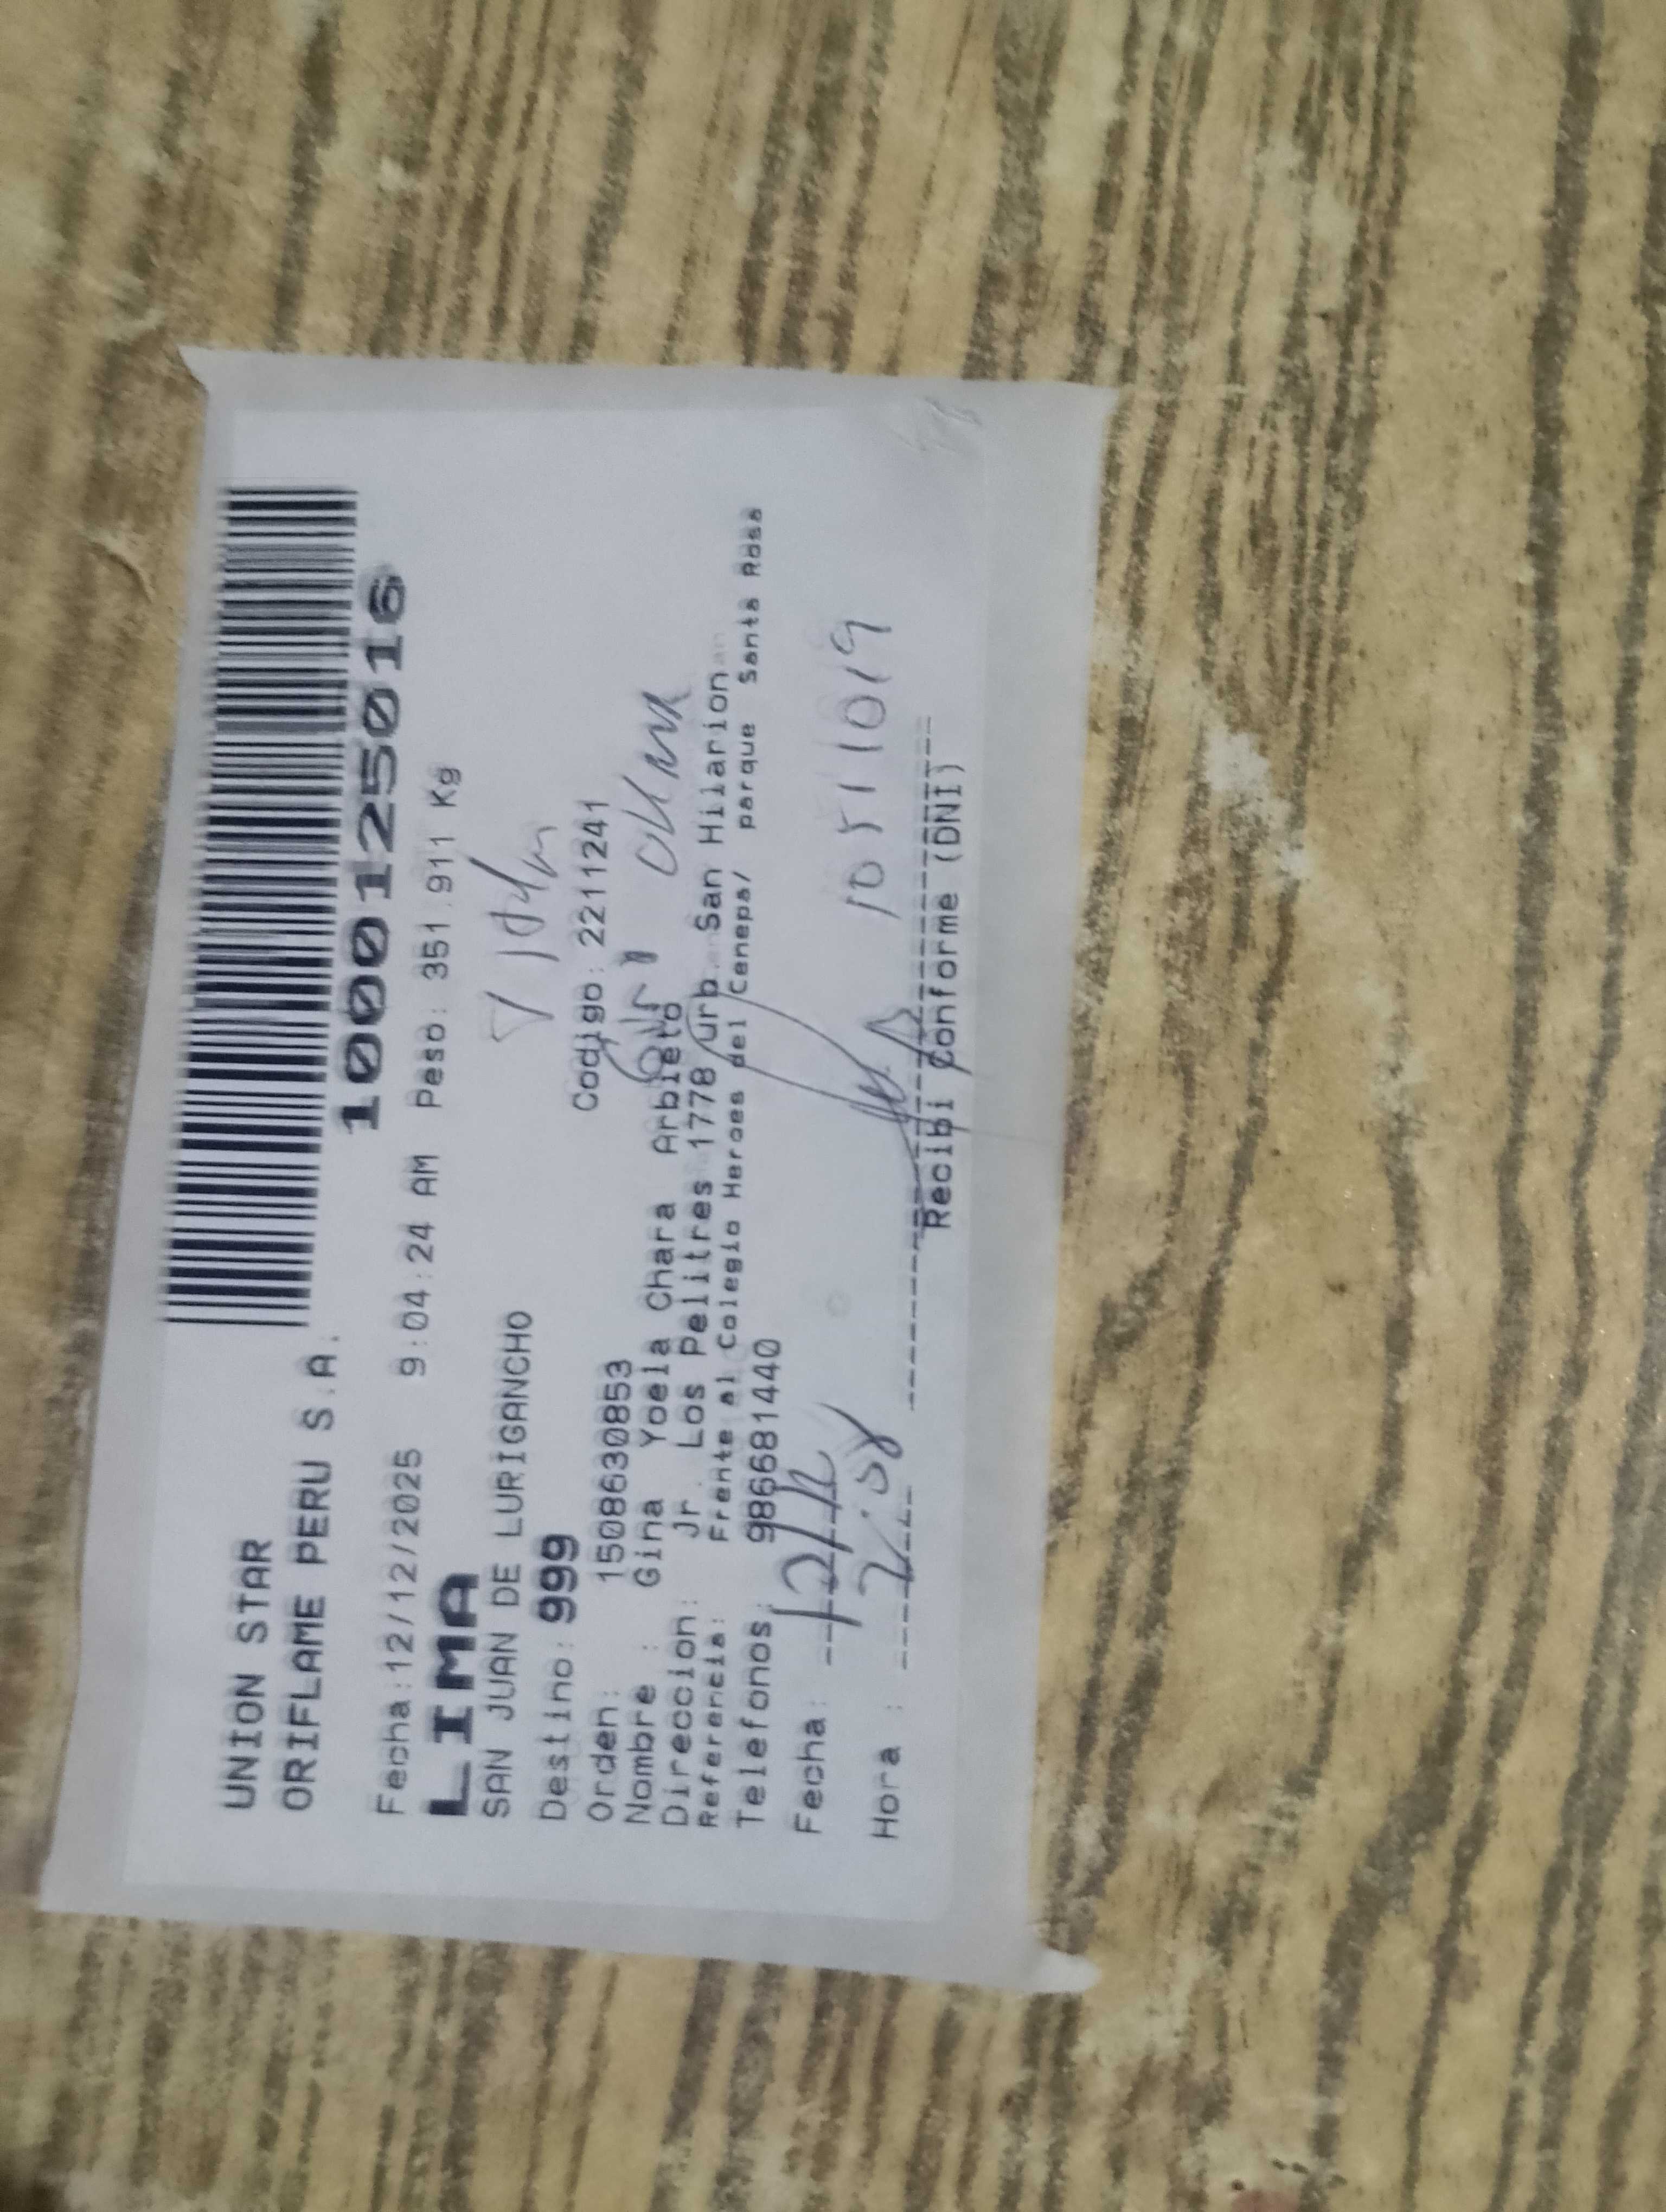 UNION STAR
ORIFLAME PERU S.A.
1000125016
Fecha:12/12/2025 9:04:24 AM Peso: 351.911 Kg
LIMA
SAN JUAN DE LURIGANCHO
Destino: 999
Orden: 1508630853 Codigo: 22111241
Nombre : Gina Yoela Chara Arbieto
Direccion: Jr. Los Pelitres 1778 urb. San Hilarion
Referencia: Frente al Colegio Heroes del Cenepa/ parque Santa Rosa
Telefonos: 986681440
Fecha:
Hora :
Recibi Conforme (DNI)